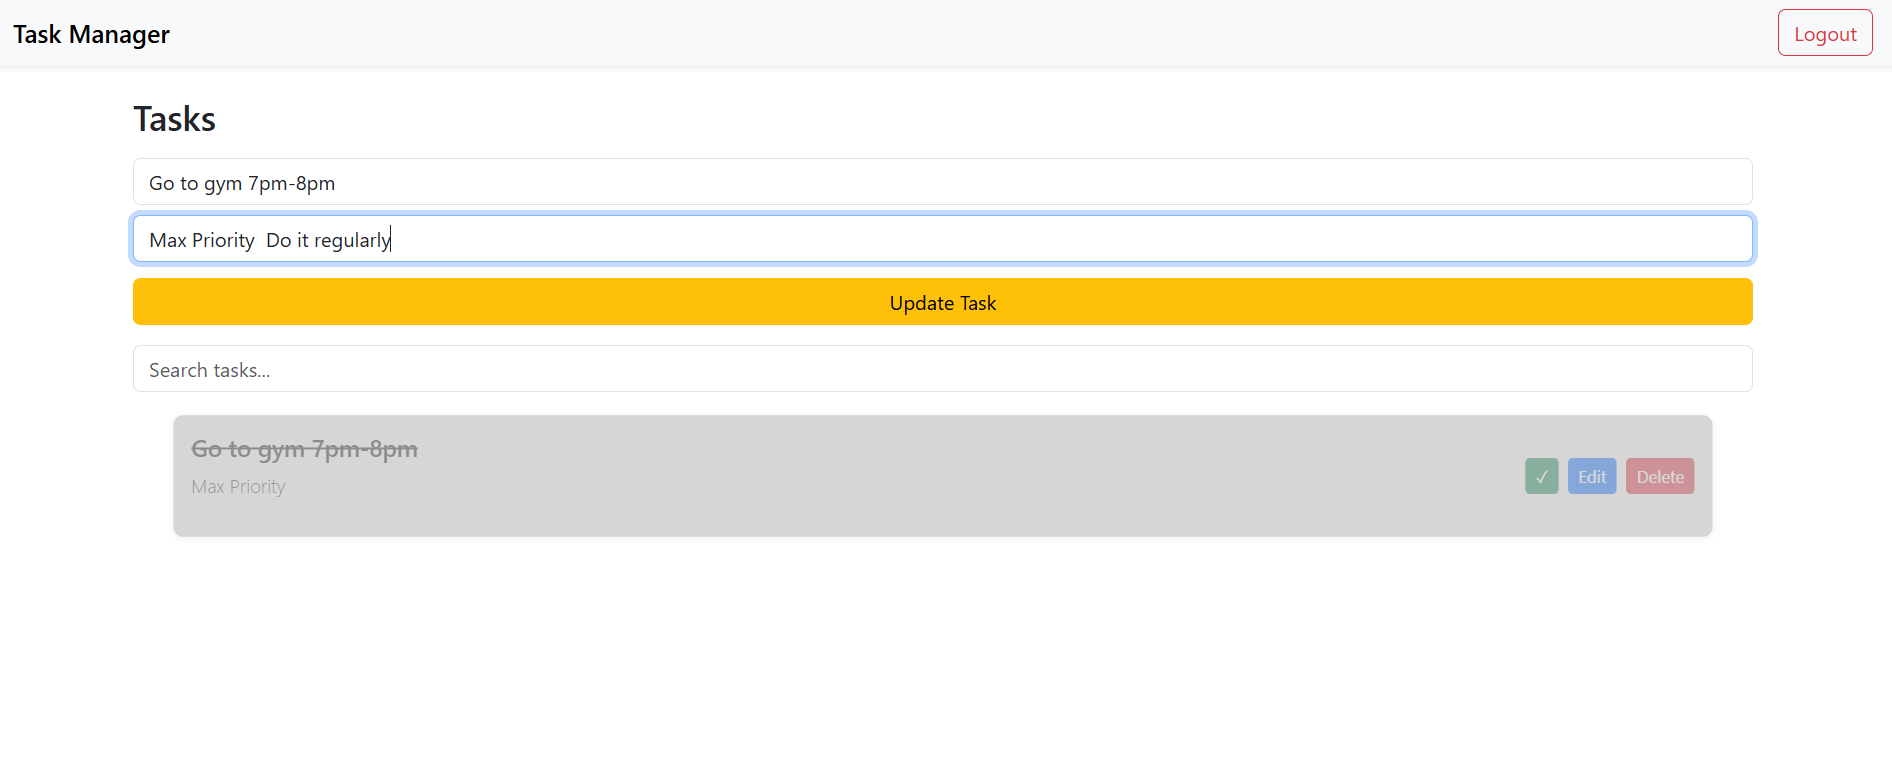 Task Manager
Logout
Tasks
Go to gym 7pm-8pm
Max Priority  Do it regularly
Update Task
Search tasks...
Go to gym 7pm-8pm
Max Priority
✓ Edit Delete